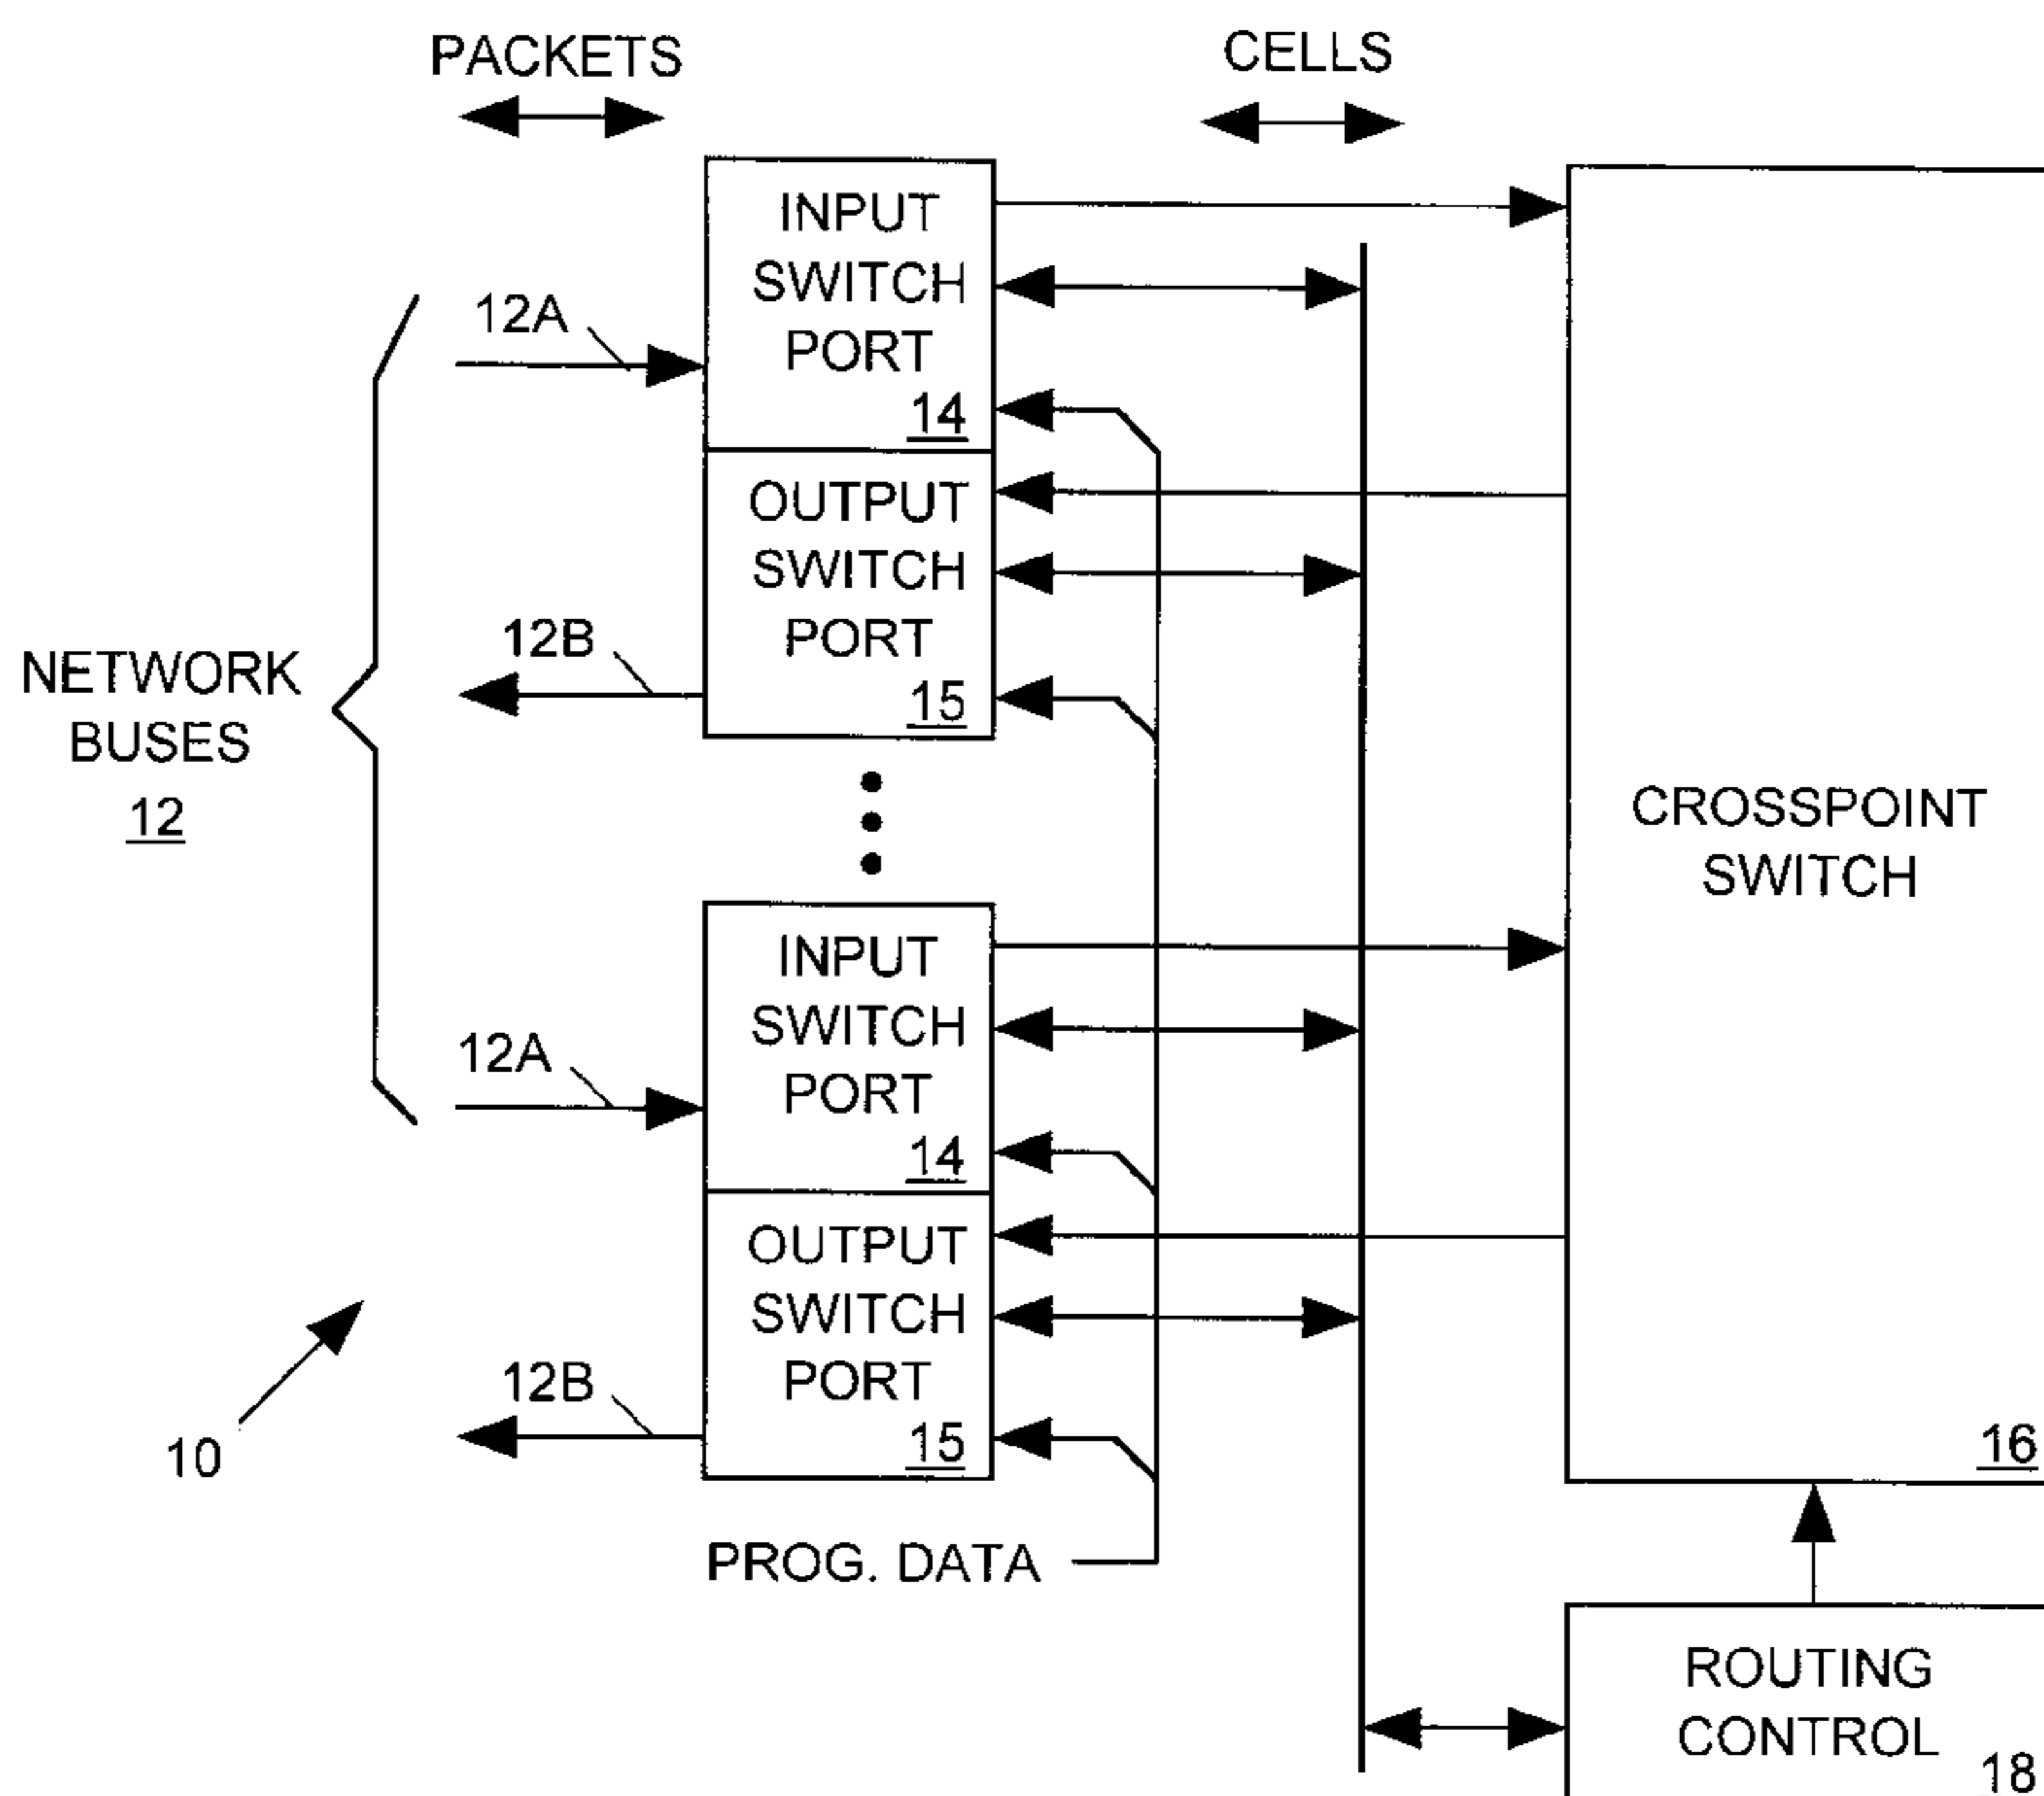 PACKETS
CELLS
INPUT
SWITCH
PORT
14
12A
OUTPUT
SWITCH
PORT
15
12B
NETWORK
BUSES
12
CROSSPOINT
SWITCH
16
INPUT
SWITCH
PORT
14
12A
OUTPUT
SWITCH
PORT
15
12B
10
PROG. DATA
ROUTING
CONTROL
18